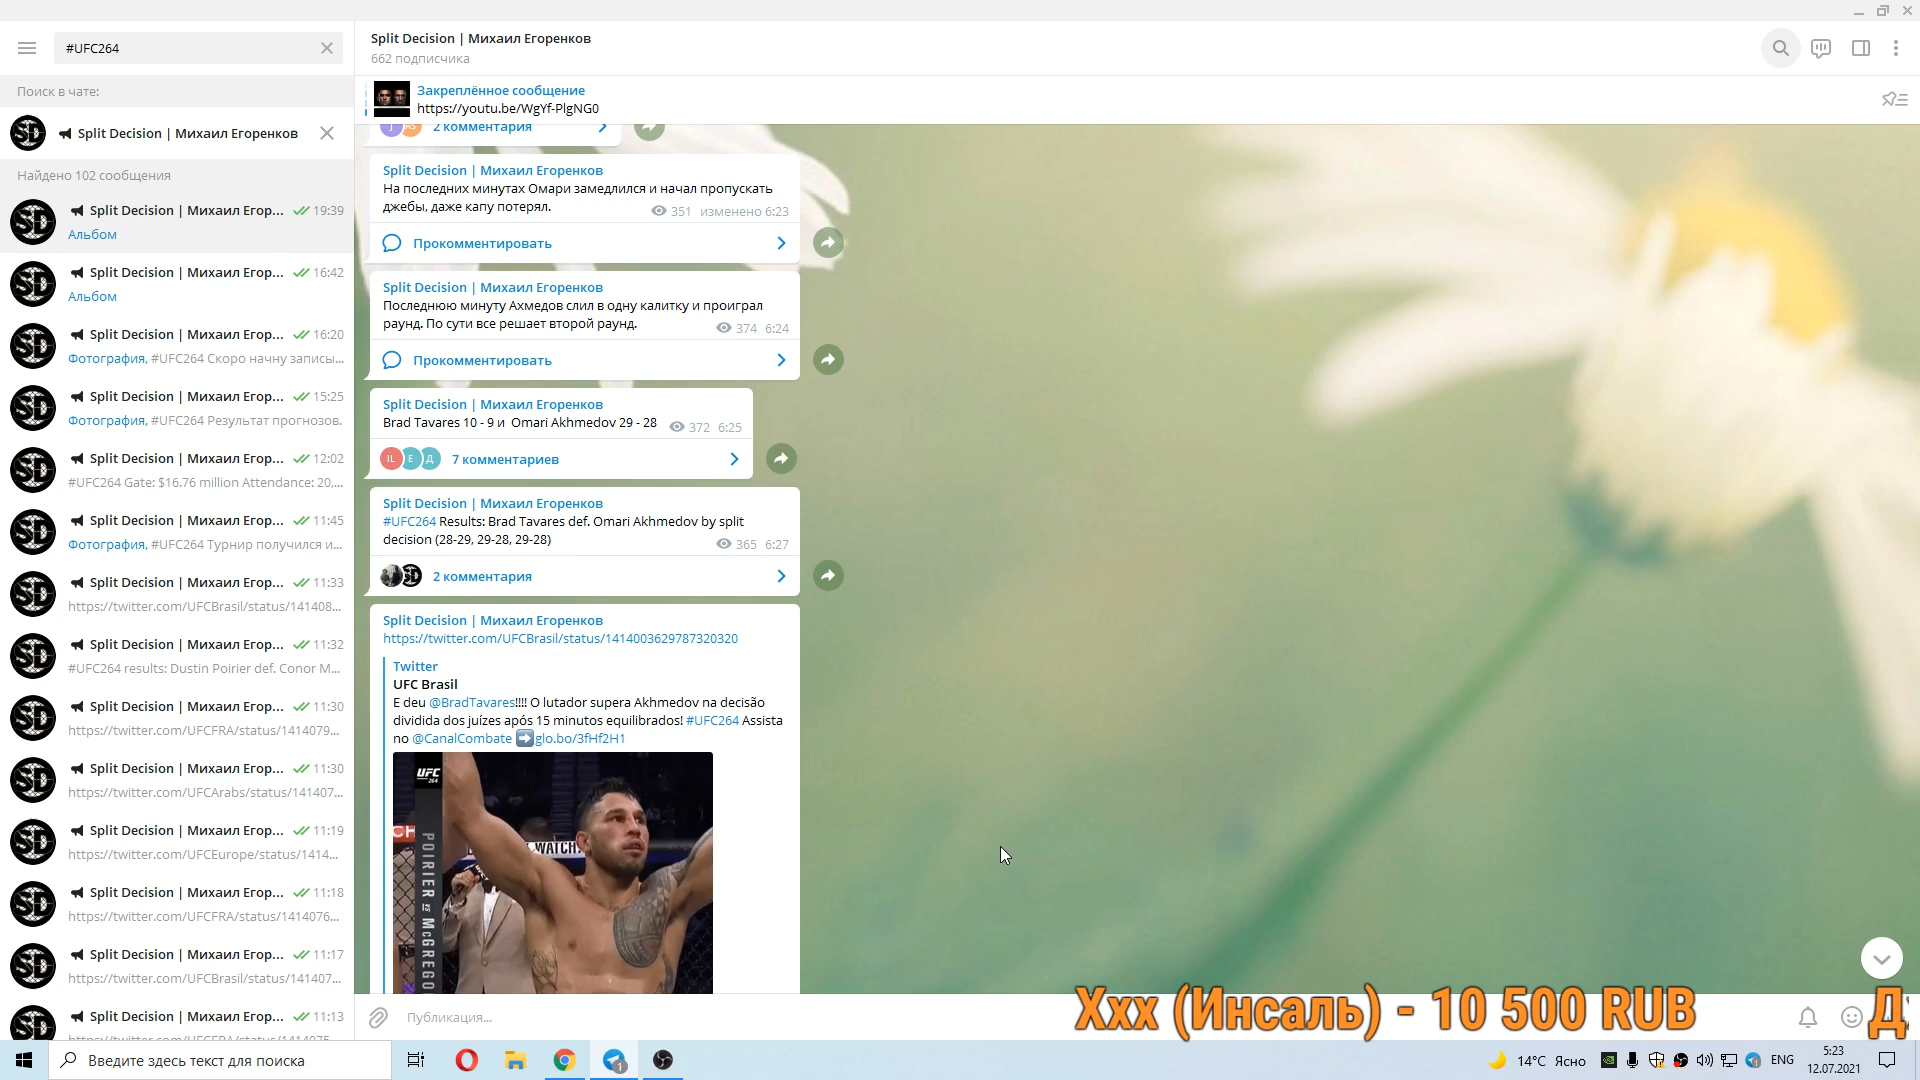 #UFC264
Поиск в чате:
Split Decision | Михаил Егоренков
Найдено 102 сообщения
Split Decision | Михаил Егор... 19:39
Альбом
Split Decision | Михаил Егор... 16:42
Альбом
Split Decision | Михаил Егор... 16:20
Фотография, #UFC264 Скоро начну записы...
Split Decision | Михаил Егор... 15:25
Фотография, #UFC264 Результат прогнозов.
Split Decision | Михаил Егор... 12:02
#UFC264 Gate: $16.76 million Attendance: 20,...
Split Decision | Михаил Егор... 11:45
Фотография, #UFC264 Турнир получился и...
Split Decision | Михаил Егор... 11:33
https://twitter.com/UFCBrasil/status/141408...
Split Decision | Михаил Егор... 11:32
#UFC264 results: Dustin Poirier def. Conor M...
Split Decision | Михаил Егор... 11:30
https://twitter.com/UFCFRA/status/1414079...
Split Decision | Михаил Егор... 11:30
https://twitter.com/UFCArabs/status/141407...
Split Decision | Михаил Егор... 11:19
https://twitter.com/UFCEurope/status/1414...
Split Decision | Михаил Егор... 11:18
https://twitter.com/UFCFRA/status/1414076...
Split Decision | Михаил Егор... 11:17
https://twitter.com/UFCBrasil/status/141407...
Split Decision | Михаил Егор... 11:13
Split Decision | Михаил Егоренков
662 подписчика
Закреплённое сообщение
https://youtu.be/WgYf-PlgNG0
2 комментария
Split Decision | Михаил Егоренков
На последних минутах Омари замедлился и начал пропускать
джебы, даже капу потерял. 351 изменено 6:23
Прокомментировать
Split Decision | Михаил Егоренков
Последнюю минуту Ахмедов слил в одну калитку и проиграл
раунд. По сути все решает второй раунд. 374 6:24
Прокомментировать
Split Decision | Михаил Егоренков
Brad Tavares 10 - 9 и Omari Akhmedov 29 - 28 372 6:25
IL Е Д 7 комментариев
Split Decision | Михаил Егоренков
#UFC264 Results: Brad Tavares def. Omari Akhmedov by split
decision (28-29, 29-28, 29-28) 365 6:27
2 комментария
Split Decision | Михаил Егоренков
https://twitter.com/UFCBrasil/status/1414003629787320320
Twitter
UFC Brasil
E deu @BradTavares!!!! O lutador supera Akhmedov na decisão
dividida dos juízes após 15 minutos equilibrados! #UFC264 Assista
no @CanalCombate ➡glo.bo/3fHf2H1
UFC
264
WATCH
POIRIER VS McGREGO
Публикация...
Xxx (Инсаль) - 10 500 RUB Д
Введите здесь текст для поиска
14°C Ясно
ENG
5:23
12.07.2021